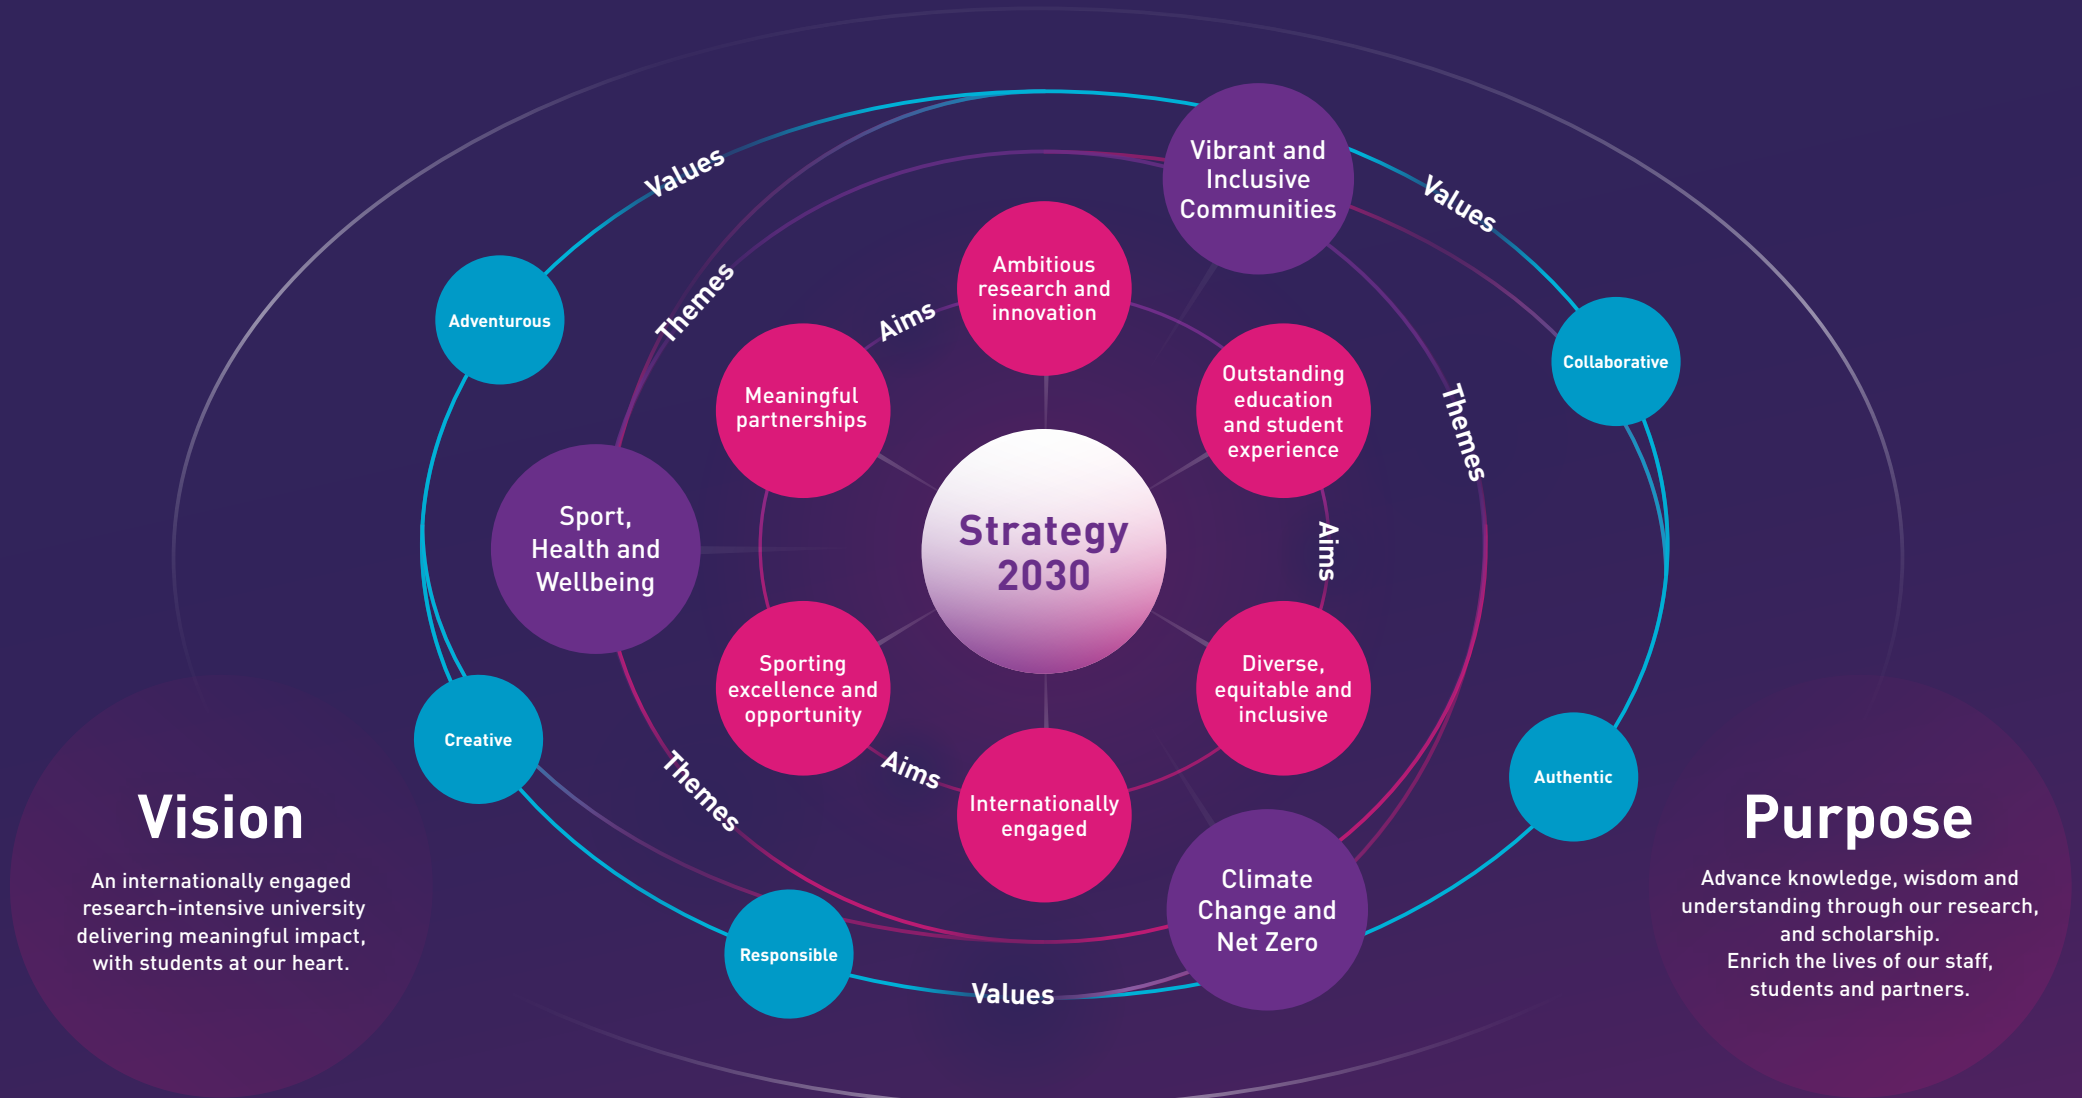 Values
Vibrant and
Inclusive
Communities
Values
Themes
Ambitious
research and
innovation
Adventurous
Aims
Collaborative
Meaningful
partnerships
Outstanding
education
and student
experience
Themes
Sport,
Health and
Wellbeing
Strategy
2030
Aims
Sporting
excellence and
opportunity
Diverse,
equitable and
inclusive
Creative
Themes
Aims
Internationally
engaged
Authentic
Climate
Change and
Net Zero
Responsible
Values
Vision
An internationally engaged
research-intensive university
delivering meaningful impact,
with students at our heart.
Purpose
Advance knowledge, wisdom and
understanding through our research,
and scholarship.
Enrich the lives of our staff,
students and partners.